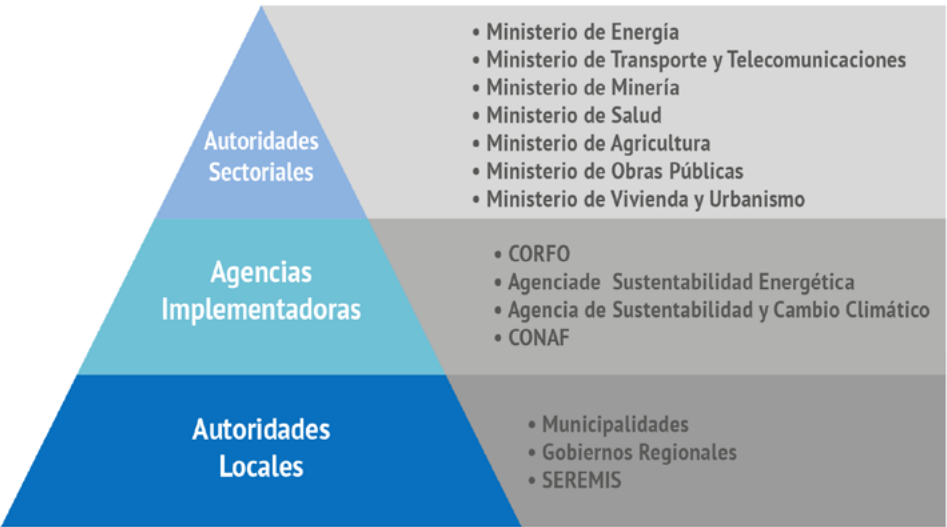 Autoridades
Sectoriales
• Ministerio de Energía
• Ministerio de Transporte y Telecomunicaciones
• Ministerio de Minería
• Ministerio de Salud
• Ministerio de Agricultura
• Ministerio de Obras Públicas
• Ministerio de Vivienda y Urbanismo
Agencias
Implementadoras
• CORFO
• Agenciade  Sustentabilidad Energética
• Agencia de Sustentabilidad y Cambio Climático
• CONAF
Autoridades
Locales
• Municipalidades
• Gobiernos Regionales
• SEREMIS